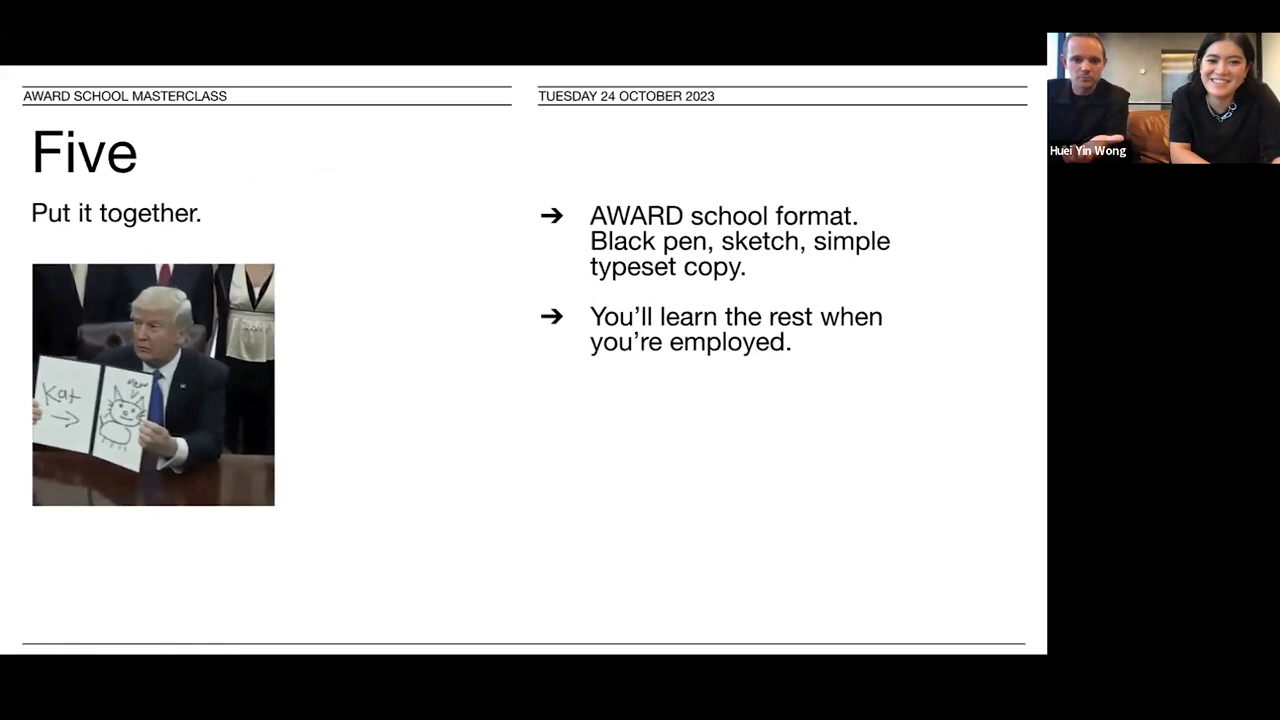 AWARD SCHOOL MASTERCLASS
TUESDAY 24 OCTOBER 2023
Five
Put it together.
→ AWARD school format.
Black pen, sketch, simple
typeset copy.
→ You'll learn the rest when
you're employed.
Kat
Huei Yin Wong